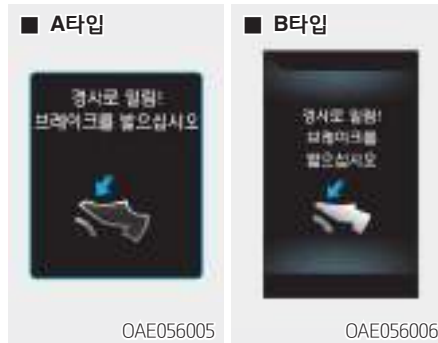 ■ A타입
경사로 밀림!
브레이크를 밟으십시오
OAE056005
■ B타입
경사로 밀림!
브레이크를
밟으십시오
OAE056006